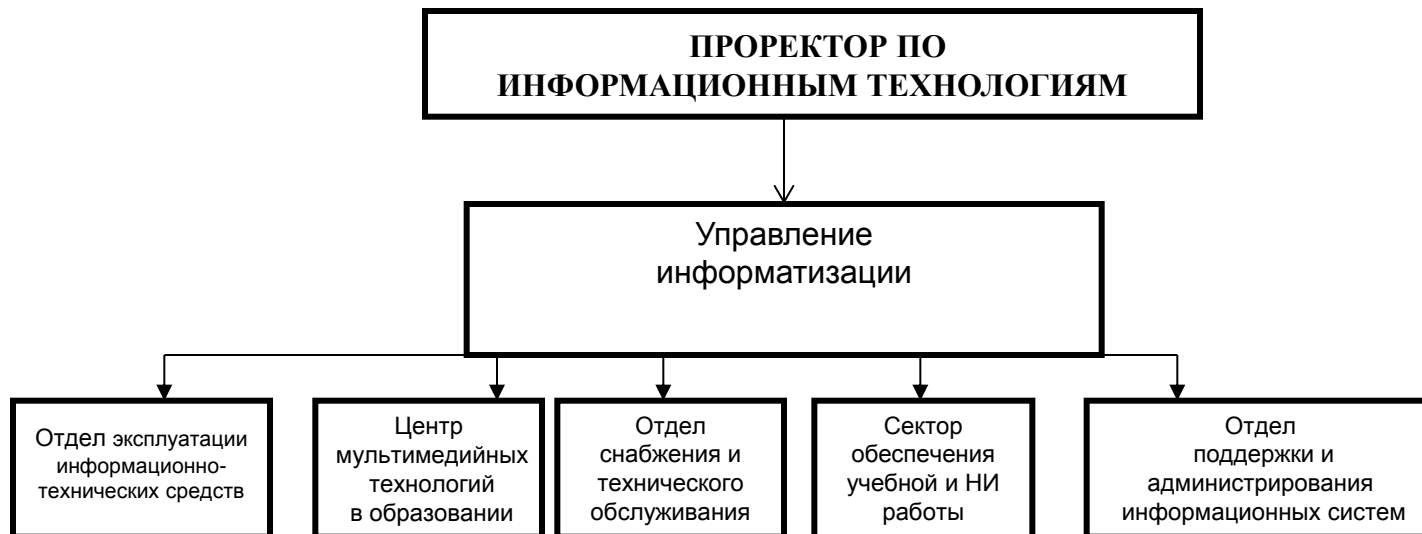 ПРОРЕКТОР ПО
ИНФОРМАЦИОННЫМ ТЕХНОЛОГИЯМ
Управление
информатизации
Отдел эксплуатации
информационно-
технических средств
Центр
мультимедийных
технологий
в образовании
Отдел
снабжения и
технического
обслуживания
Сектор
обеспечения
учебной и НИ
работы
Отдел
поддержки и
администрирования
информационных систем